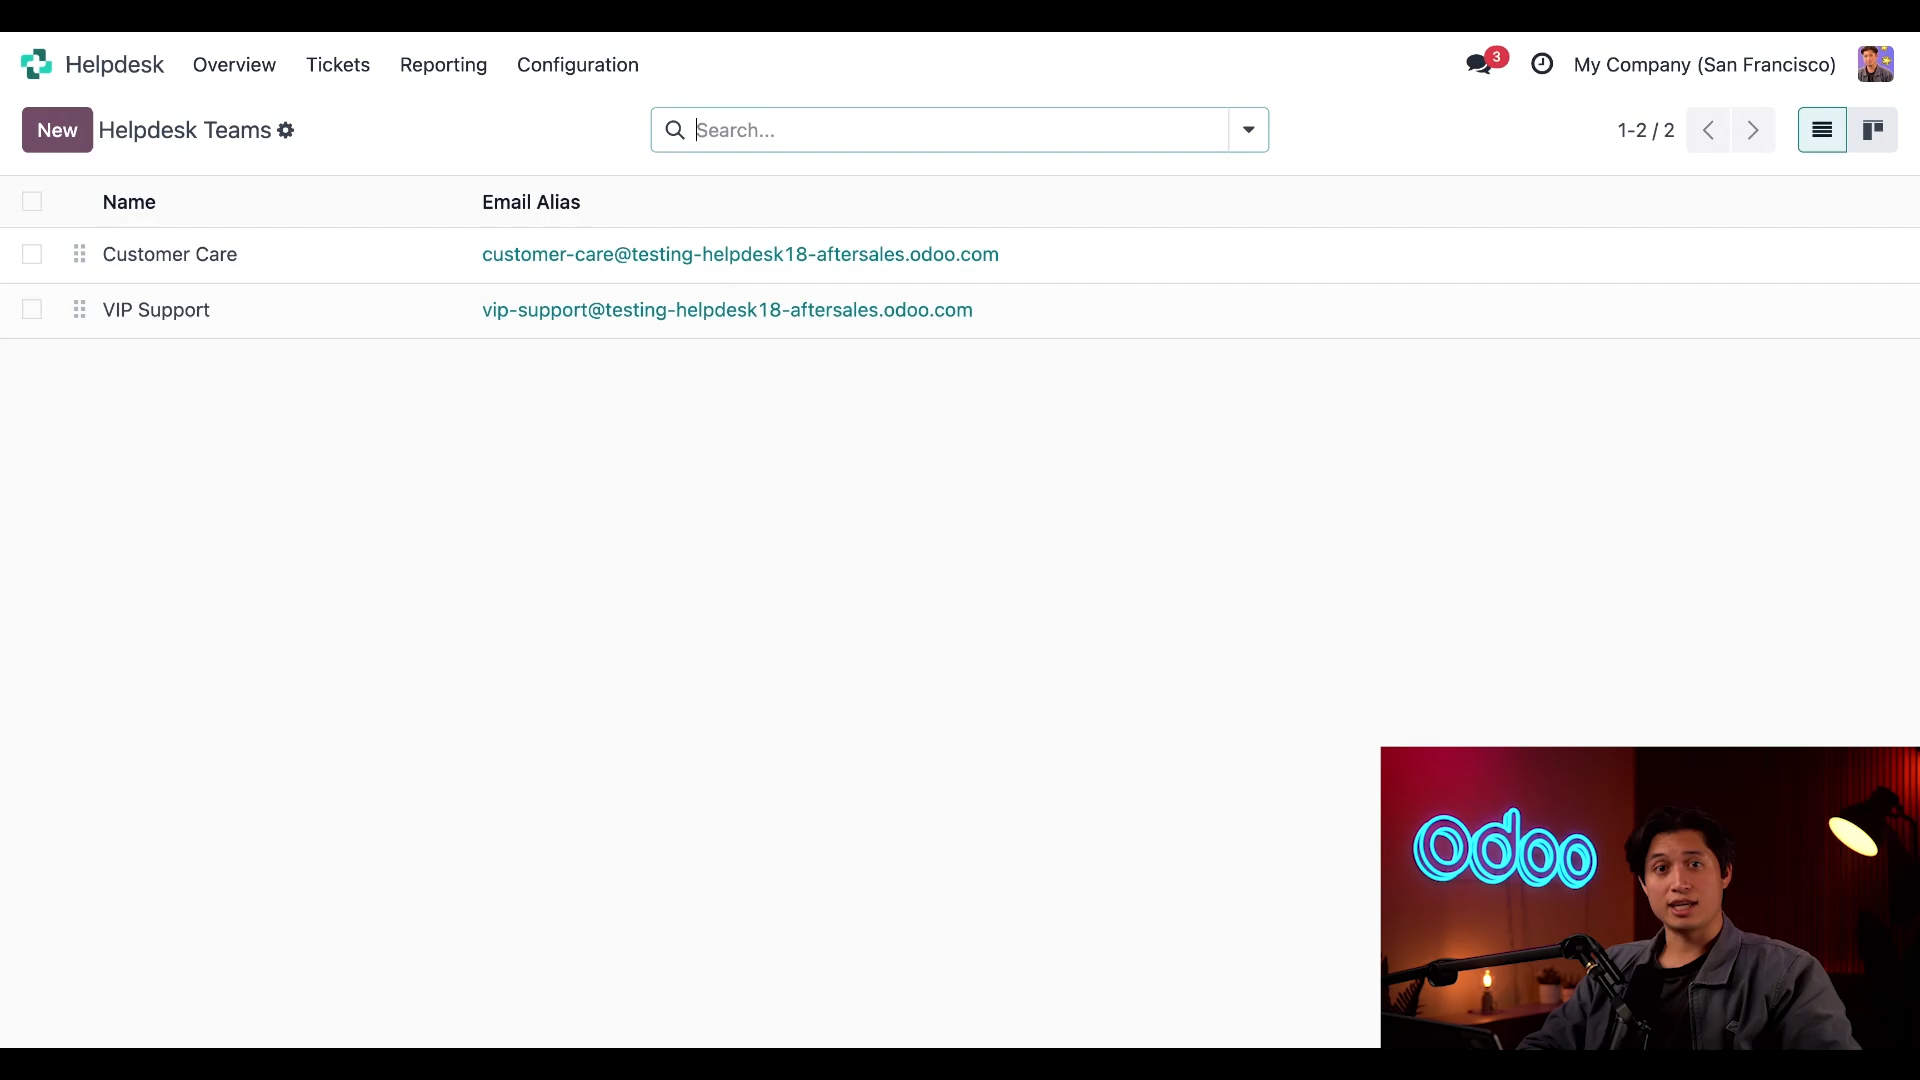 Helpdesk Overview Tickets Reporting Configuration 3 My Company (San Francisco)
New Helpdesk Teams Search... 1-2 / 2
Name Email Alias
Customer Care customer-care@testing-helpdesk18-aftersales.odoo.com
VIP Support vip-support@testing-helpdesk18-aftersales.odoo.com
odoo